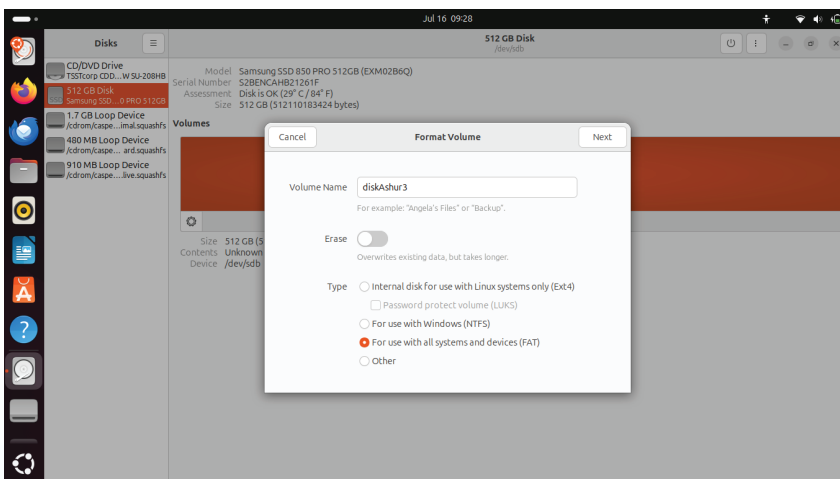 Jul 16 09:28
Disks
512 GB Disk
/dev/sdb
CD/DVD Drive
TSSTcorp CDD...W SU-208HB
512 GB Disk
Samsung SSD...0 PRO 512GB
1.7 GB Loop Device
/cdrom/caspe...imal.squashfs
480 MB Loop Device
/cdrom/caspe... ard.squashfs
910 MB Loop Device
/cdrom/caspe...live.squashfs
Model Samsung SSD 850 PRO 512GB (EXM02B6Q)
Serial Number S2BENCAHB21261F
Assessment Disk is OK (29° C / 84° F)
Size 512 GB (512110183424 bytes)
Volumes
Size 512 GB (5
Contents Unknown
Device /dev/sdb
Cancel
Format Volume
Next
Volume Name diskAshur3
For example: "Angela's Files" or "Backup".
Erase
Overwrites existing data, but takes longer.
Type Internal disk for use with Linux systems only (Ext4)
Password protect volume (LUKS)
For use with Windows (NTFS)
For use with all systems and devices (FAT)
Other